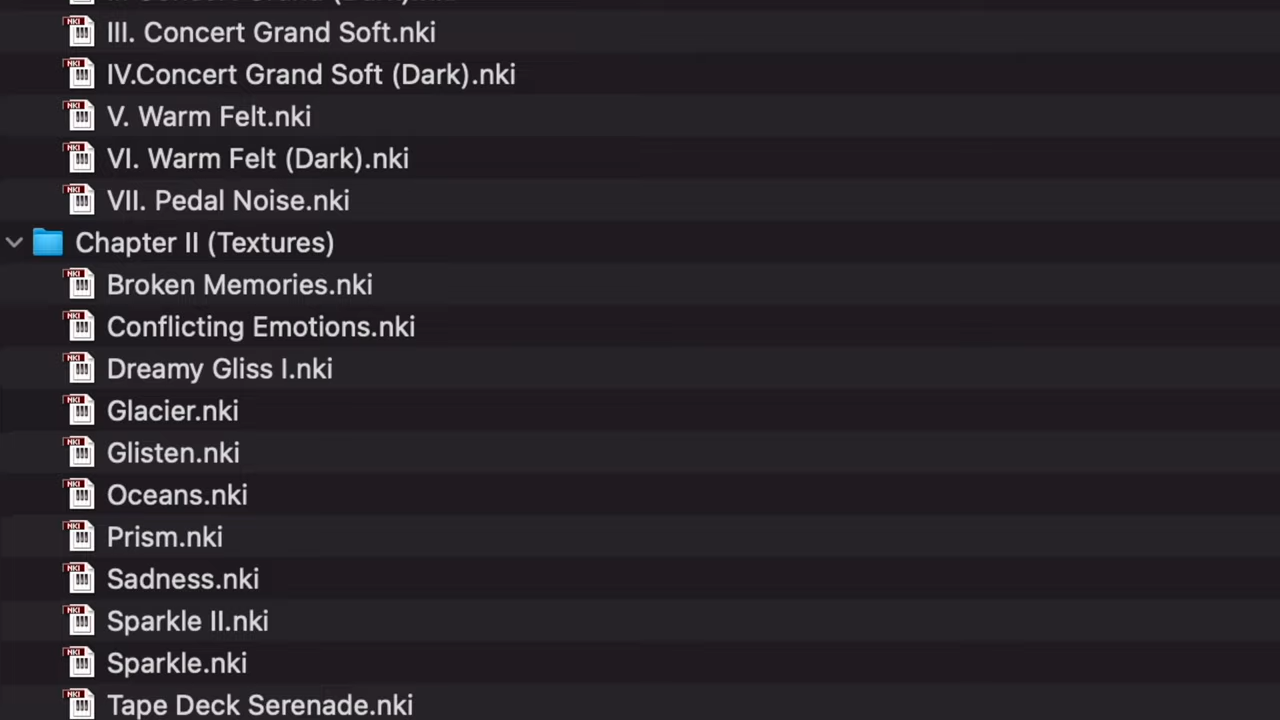 III. Concert Grand Soft.nki
IV.Concert Grand Soft (Dark).nki
V. Warm Felt.nki
VI. Warm Felt (Dark).nki
VII. Pedal Noise.nki
Chapter II (Textures)
Broken Memories.nki
Conflicting Emotions.nki
Dreamy Gliss I.nki
Glacier.nki
Glisten.nki
Oceans.nki
Prism.nki
Sadness.nki
Sparkle II.nki
Sparkle.nki
Tape Deck Serenade.nki